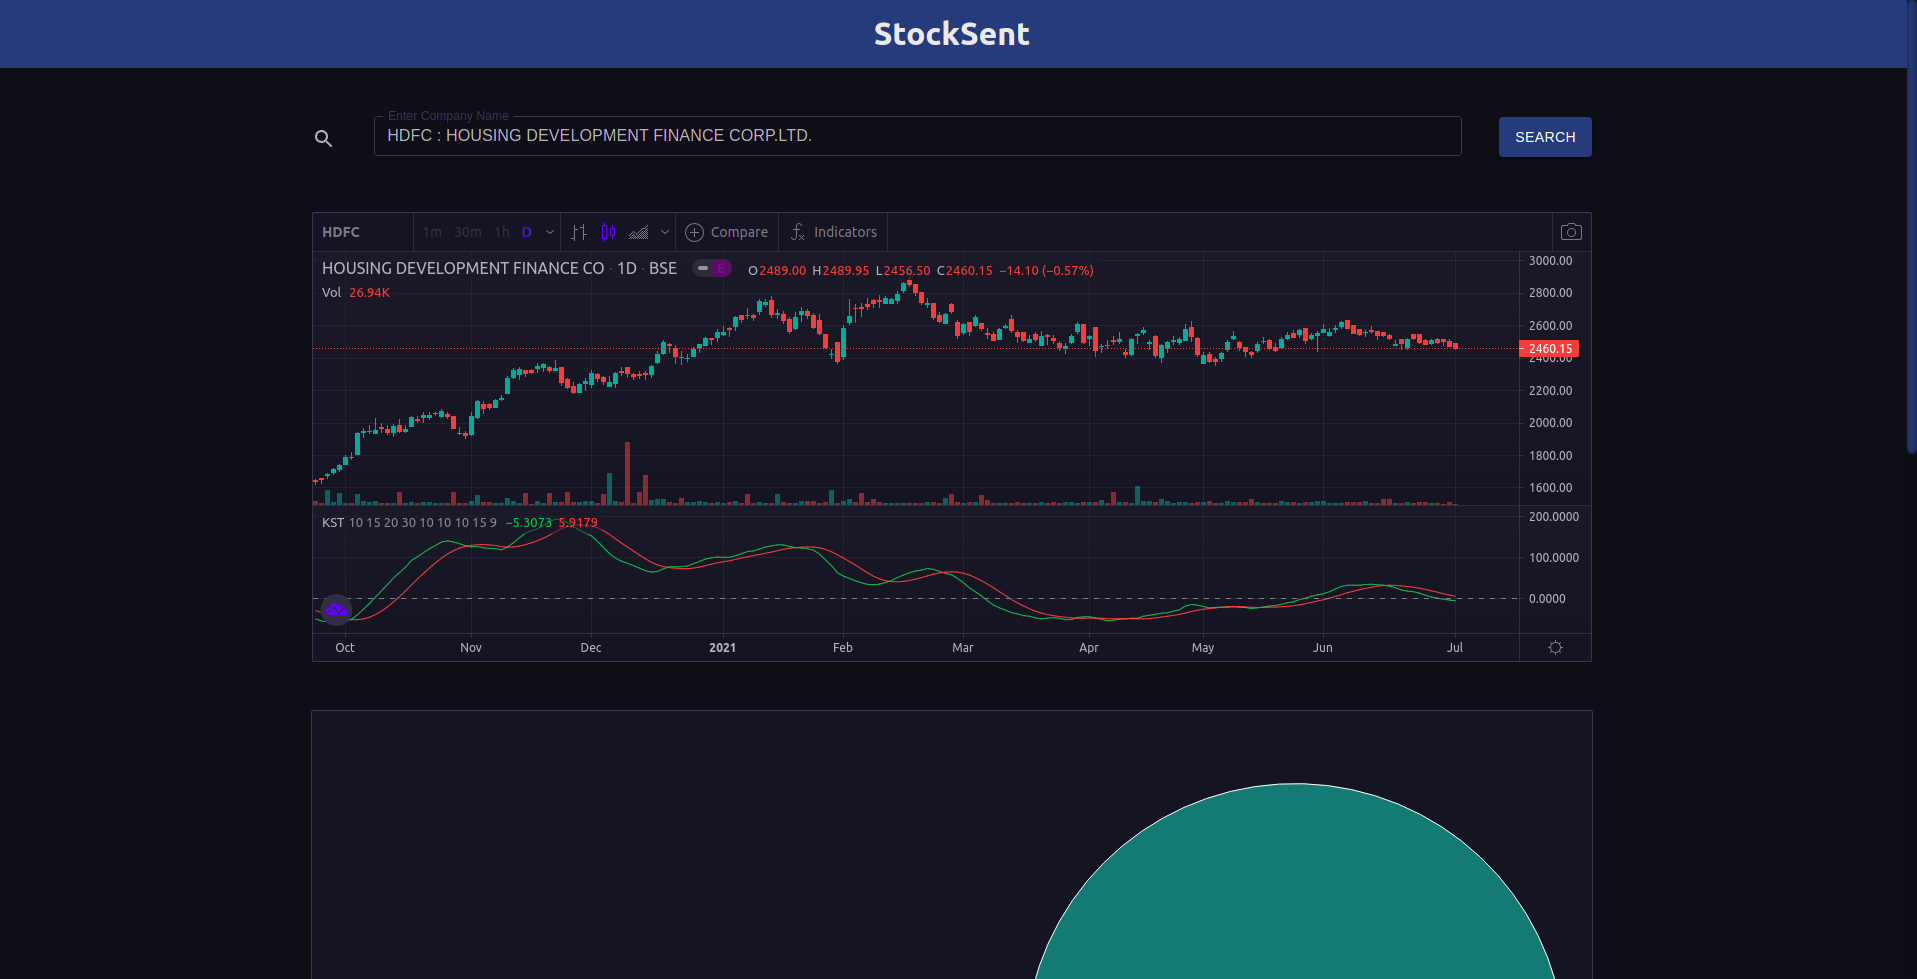 StockSent
Enter Company Name
HDFC : HOUSING DEVELOPMENT FINANCE CORP.LTD.
SEARCH
HDFC 1m 30m 1h D Compare Indicators
HOUSING DEVELOPMENT FINANCE CO · 1D · BSE E O2489.00 H2489.95 L2456.50 C2460.15 −14.10 (−0.57%)
Vol 26.94K
3000.00
2800.00
2600.00
2460.15
2400.00
2200.00
2000.00
1800.00
1600.00
KST 10 15 20 30 10 10 10 15 9 −5.3073 5.9179
200.0000
100.0000
0.0000
Oct Nov Dec 2021 Feb Mar Apr May Jun Jul